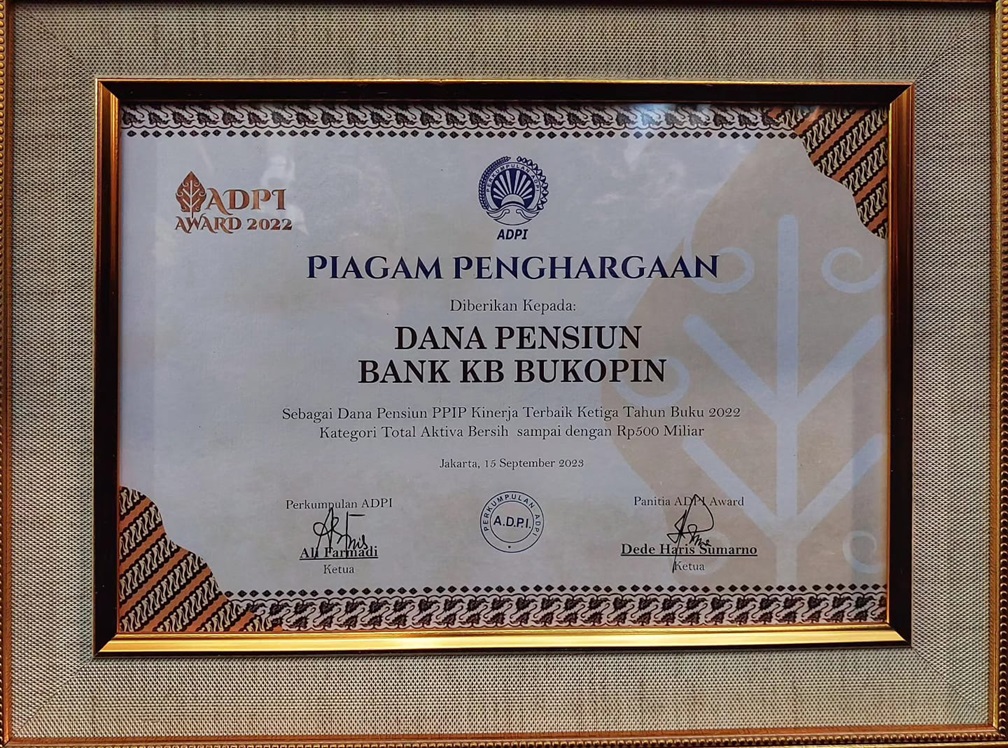 ADPI
AWARD 2022
PERKUMPULAN ADPI
ADPI
PIAGAM PENGHARGAAN
Diberikan Kepada:
DANA PENSIUN
BANK KB BUKOPIN
Sebagai Dana Pensiun PPIP Kinerja Terbaik Ketiga Tahun Buku 2022
Kategori Total Aktiva Bersih sampai dengan Rp500 Miliar
Jakarta, 15 September 2023
Perkumpulan ADPI
Ali Farmadi
Ketua
PERKUMPULAN ADPI
A.D.P.I.
Panitia ADPI Award
Dede Haris Sumarno
Ketua